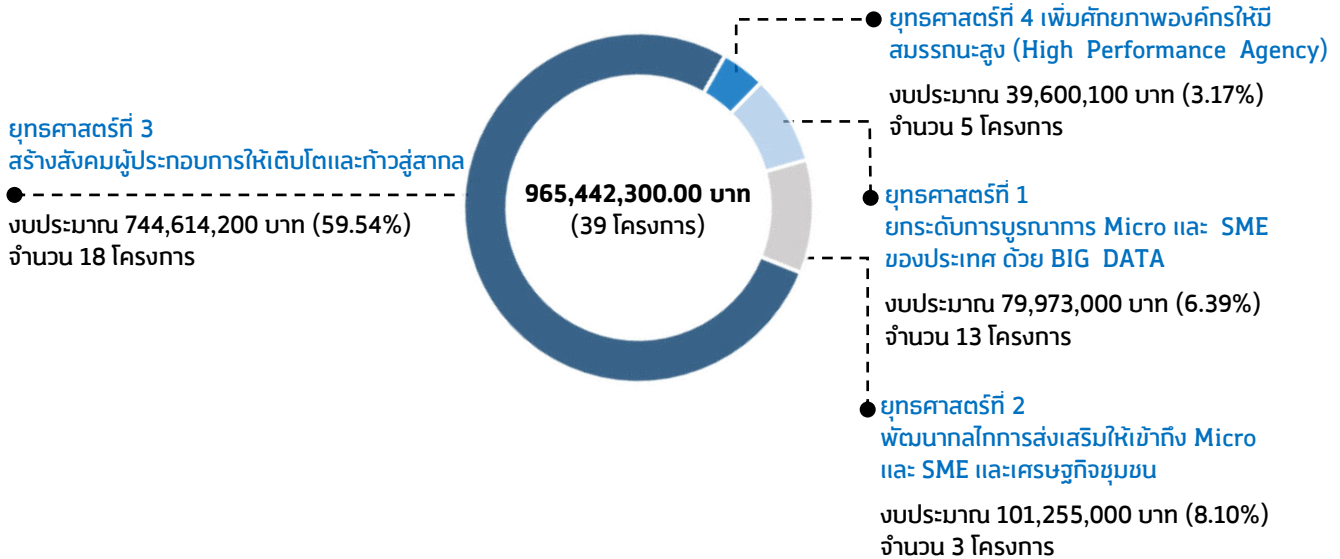 ยุทธศาสตร์ที่ 4 เพิ่มศักยภาพองค์กรให้มี
สมรรถนะสูง (High Performance Agency)
งบประมาณ 39,600,100 บาท (3.17%)
จำนวน 5 โครงการ
ยุทธศาสตร์ที่ 3
สร้างสังคมผู้ประกอบการให้เติบโตและก้าวสู่สากล
งบประมาณ 744,614,200 บาท (59.54%)
จำนวน 18 โครงการ
965,442,300.00 บาท
(39 โครงการ)
ยุทธศาสตร์ที่ 1
ยกระดับการบูรณาการ Micro และ SME
ของประเทศ ด้วย BIG DATA
งบประมาณ 79,973,000 บาท (6.39%)
จำนวน 13 โครงการ
ยุทธศาสตร์ที่ 2
พัฒนากลไกการส่งเสริมให้เข้าถึง Micro
และ SME และเศรษฐกิจชุมชน
งบประมาณ 101,255,000 บาท (8.10%)
จำนวน 3 โครงการ